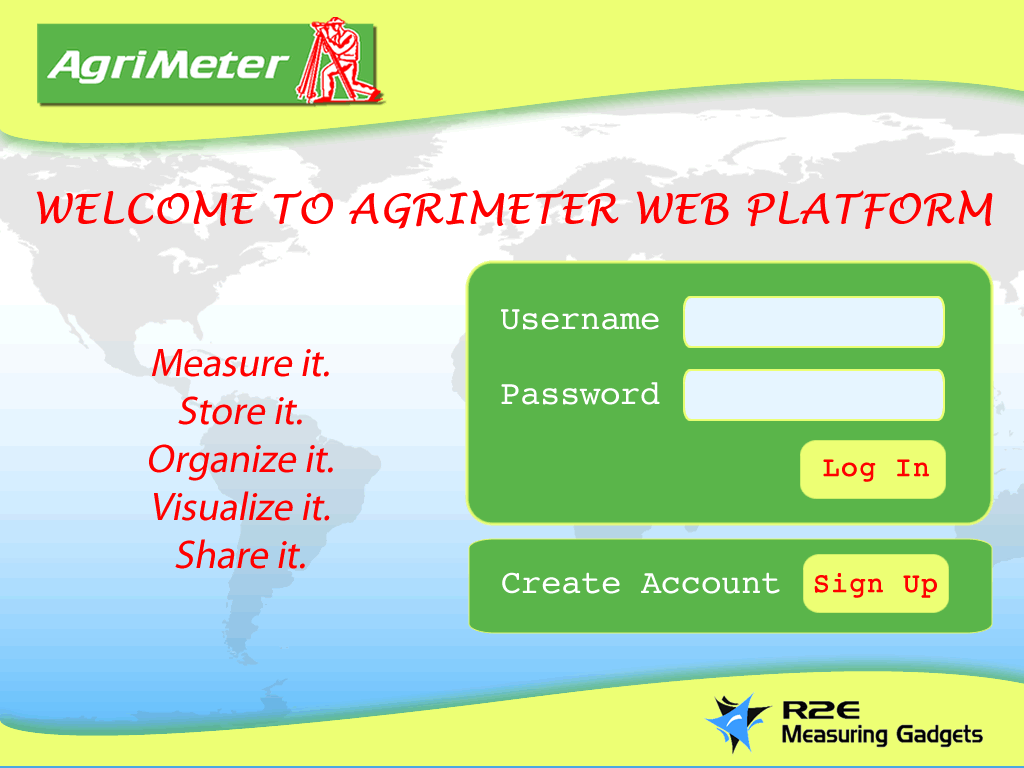 AgriMeter
WELCOME TO AGRIMETER WEB PLATFORM
Measure it.
Store it.
Organize it.
Visualize it.
Share it.
Username
Password
Log In
Create Account
Sign Up
R2E
Measuring Gadgets